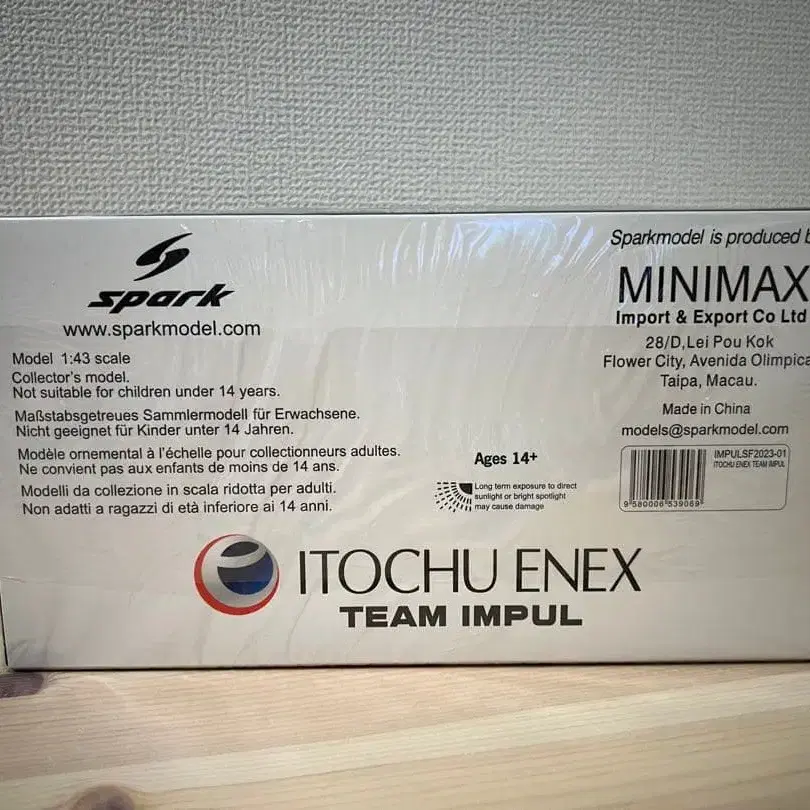 spark
www.sparkmodel.com
Model 1:43 scale
Collector's model.
Not suitable for children under 14 years.
Maßstabsgetreues Sammlermodell für Erwachsene.
Nicht geeignet für Kinder unter 14 Jahren.
Modèle ornemental à l'échelle pour collectionneurs adultes.
Ne convient pas aux enfants de moins de 14 ans.
Modelli da collezione in scala ridotta per adulti.
Non adatti a ragazzi di età inferiore ai 14 anni.
Ages 14+
Long term exposure to direct
sunlight or bright spotlight
may cause damage
Sparkmodel is produced
MINIMAX
Import & Export Co Ltd
28/D, Lei Pou Kok
Flower City, Avenida Olimpica
Taipa, Macau.
Made in China
models@sparkmodel.com
IMPULSF2023-01
ITOCHU ENEX TEAM IMPUL
9 580006 539069
ITOCHU ENEX
TEAM IMPUL